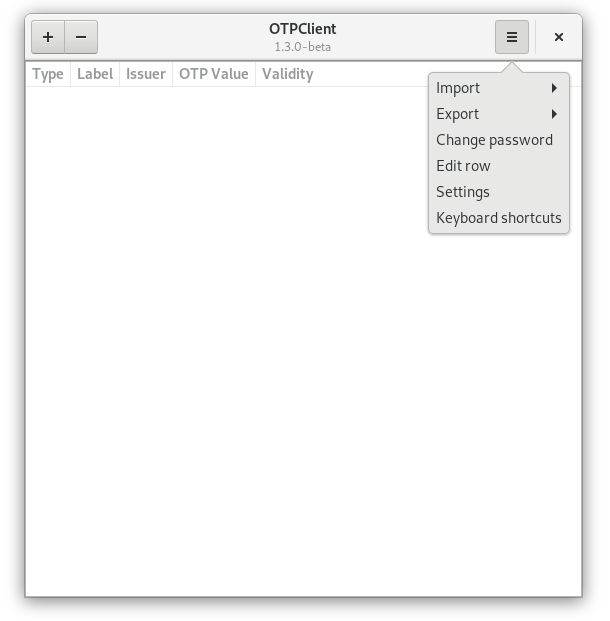 OTPClient
1.3.0-beta
Type Label Issuer OTP Value Validity
Import
Export
Change password
Edit row
Settings
Keyboard shortcuts